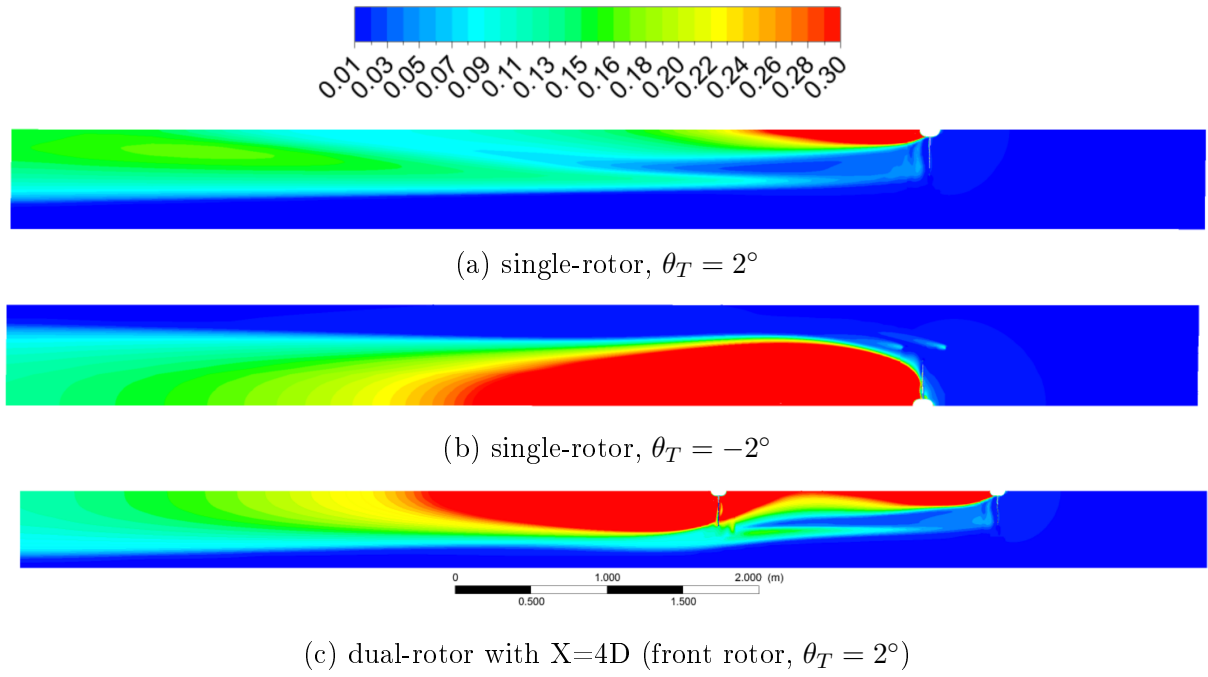 0.01 0.03 0.05 0.07 0.09 0.11 0.13 0.15 0.16 0.18 0.20 0.22 0.24 0.26 0.28 0.30
(a) single-rotor, θ_T = 2°
(b) single-rotor, θ_T = −2°
0 1.000 2.000 (m)
0.500 1.500
(c) dual-rotor with X=4D (front rotor, θ_T = 2°)